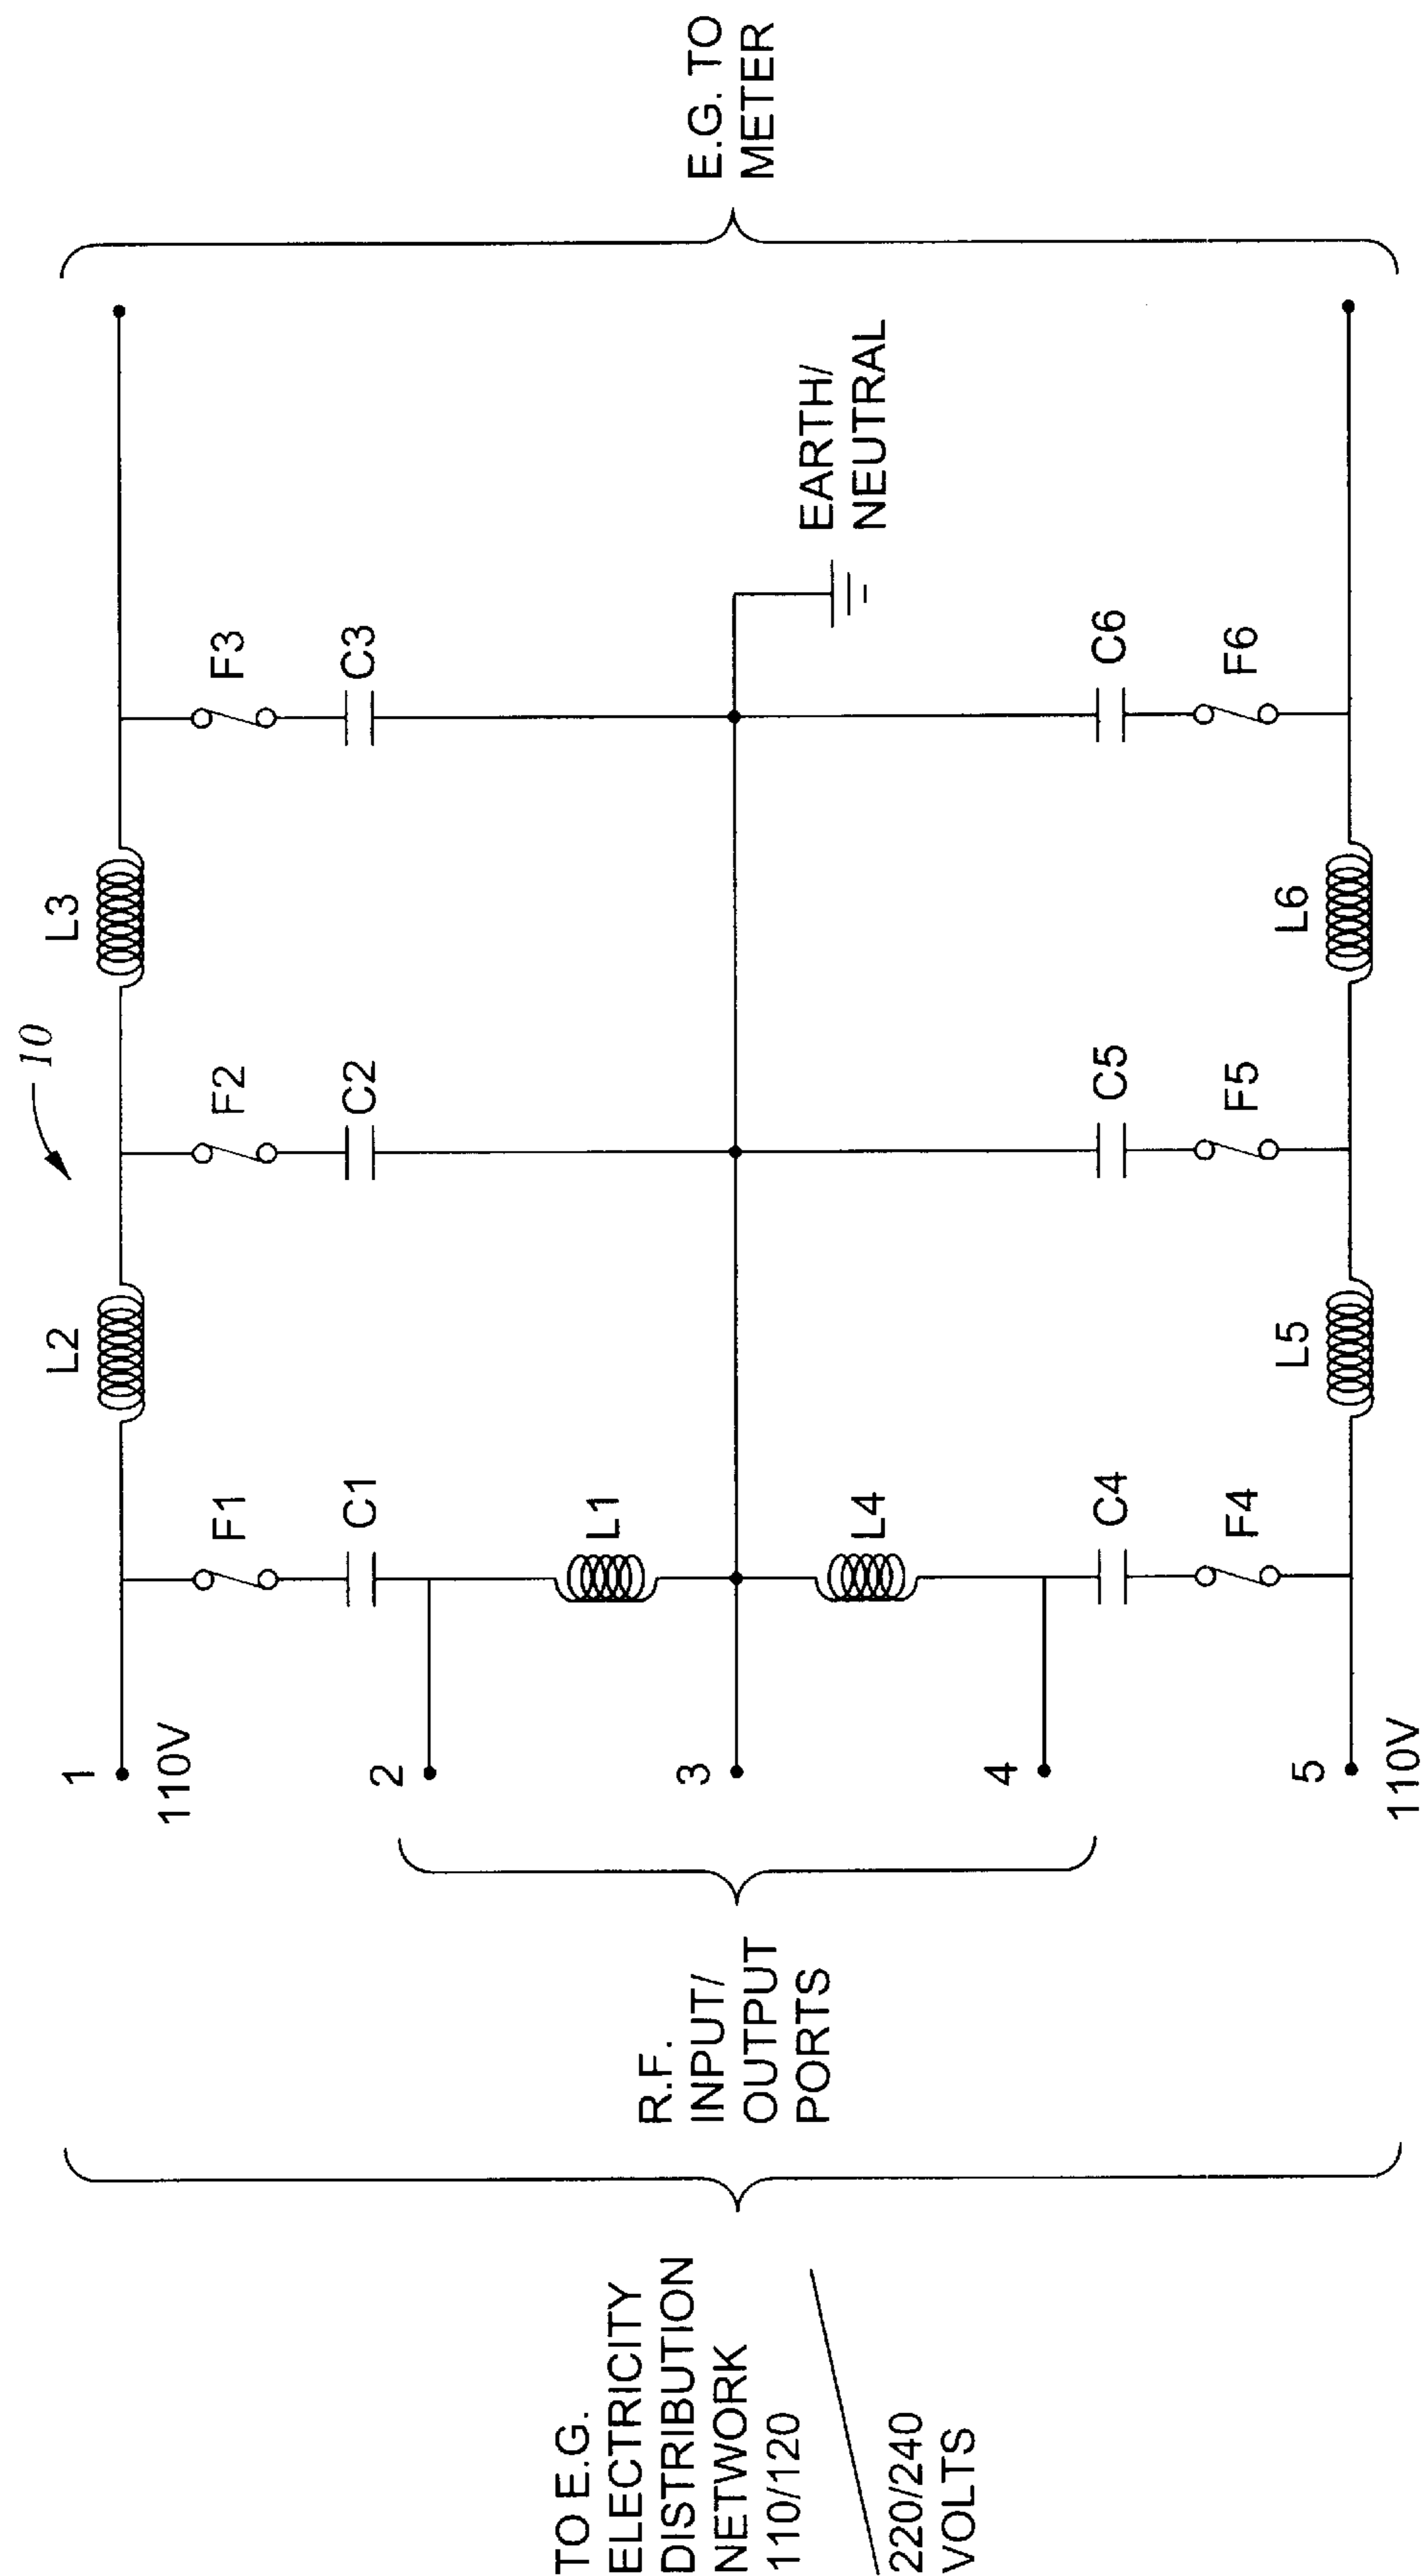 10
L2
L3
F1
F2
F3
C1
C2
C3
1
110V
2
L1
3
L4
4
EARTH/
NEUTRAL
E.G. TO
METER
R.F.
INPUT/
OUTPUT
PORTS
TO E.G.
ELECTRICITY
DISTRIBUTION
NETWORK
110/120
220/240
VOLTS
C4
C5
C6
F4
F5
F6
L5
L6
5
110V